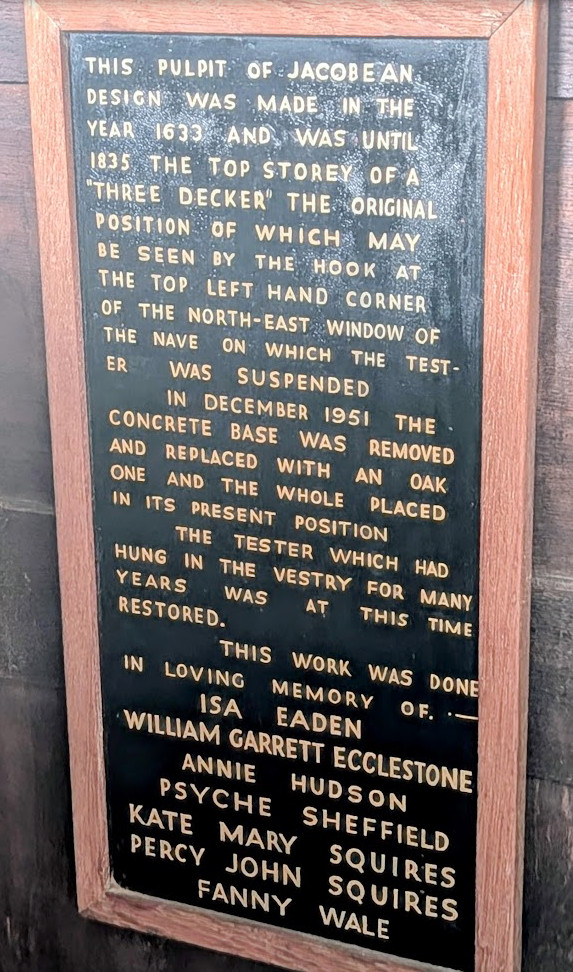 THIS PULPIT OF JACOBEAN
DESIGN WAS MADE IN THE
YEAR 1633 AND WAS UNTIL
1835 THE TOP STOREY OF A
"THREE DECKER" THE ORIGINAL
POSITION OF WHICH MAY
BE SEEN BY THE HOOK AT
THE TOP LEFT HAND CORNER
OF THE NORTH-EAST WINDOW OF
THE NAVE ON WHICH THE TEST-
ER WAS SUSPENDED
IN DECEMBER 1951 THE
CONCRETE BASE WAS REMOVED
AND REPLACED WITH AN OAK
ONE AND THE WHOLE PLACED
IN ITS PRESENT POSITION
THE TESTER WHICH HAD
HUNG IN THE VESTRY FOR MANY
YEARS WAS AT THIS TIME
RESTORED.
THIS WORK WAS DONE
IN LOVING MEMORY OF. ·—
ISA EADEN
WILLIAM GARRETT ECCLESTONE
ANNIE HUDSON
PSYCHE SHEFFIELD
KATE MARY SQUIRES
PERCY JOHN SQUIRES
FANNY WALE